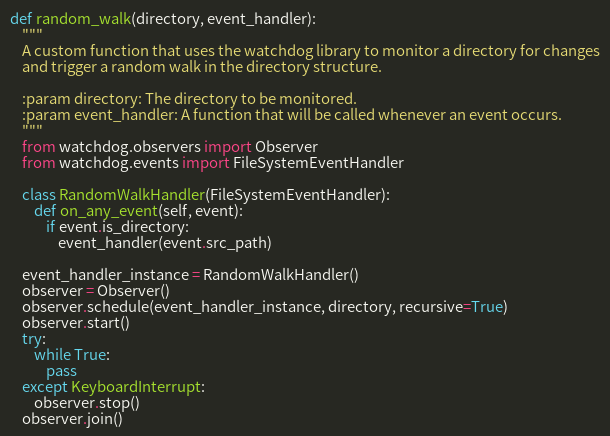 def random_walk(directory, event_handler):
    """
    A custom function that uses the watchdog library to monitor a directory for changes
    and trigger a random walk in the directory structure.

    :param directory: The directory to be monitored.
    :param event_handler: A function that will be called whenever an event occurs.
    """
    from watchdog.observers import Observer
    from watchdog.events import FileSystemEventHandler

    class RandomWalkHandler(FileSystemEventHandler):
        def on_any_event(self, event):
            if event.is_directory:
                event_handler(event.src_path)

    event_handler_instance = RandomWalkHandler()
    observer = Observer()
    observer.schedule(event_handler_instance, directory, recursive=True)
    observer.start()
    try:
        while True:
            pass
    except KeyboardInterrupt:
        observer.stop()
    observer.join()